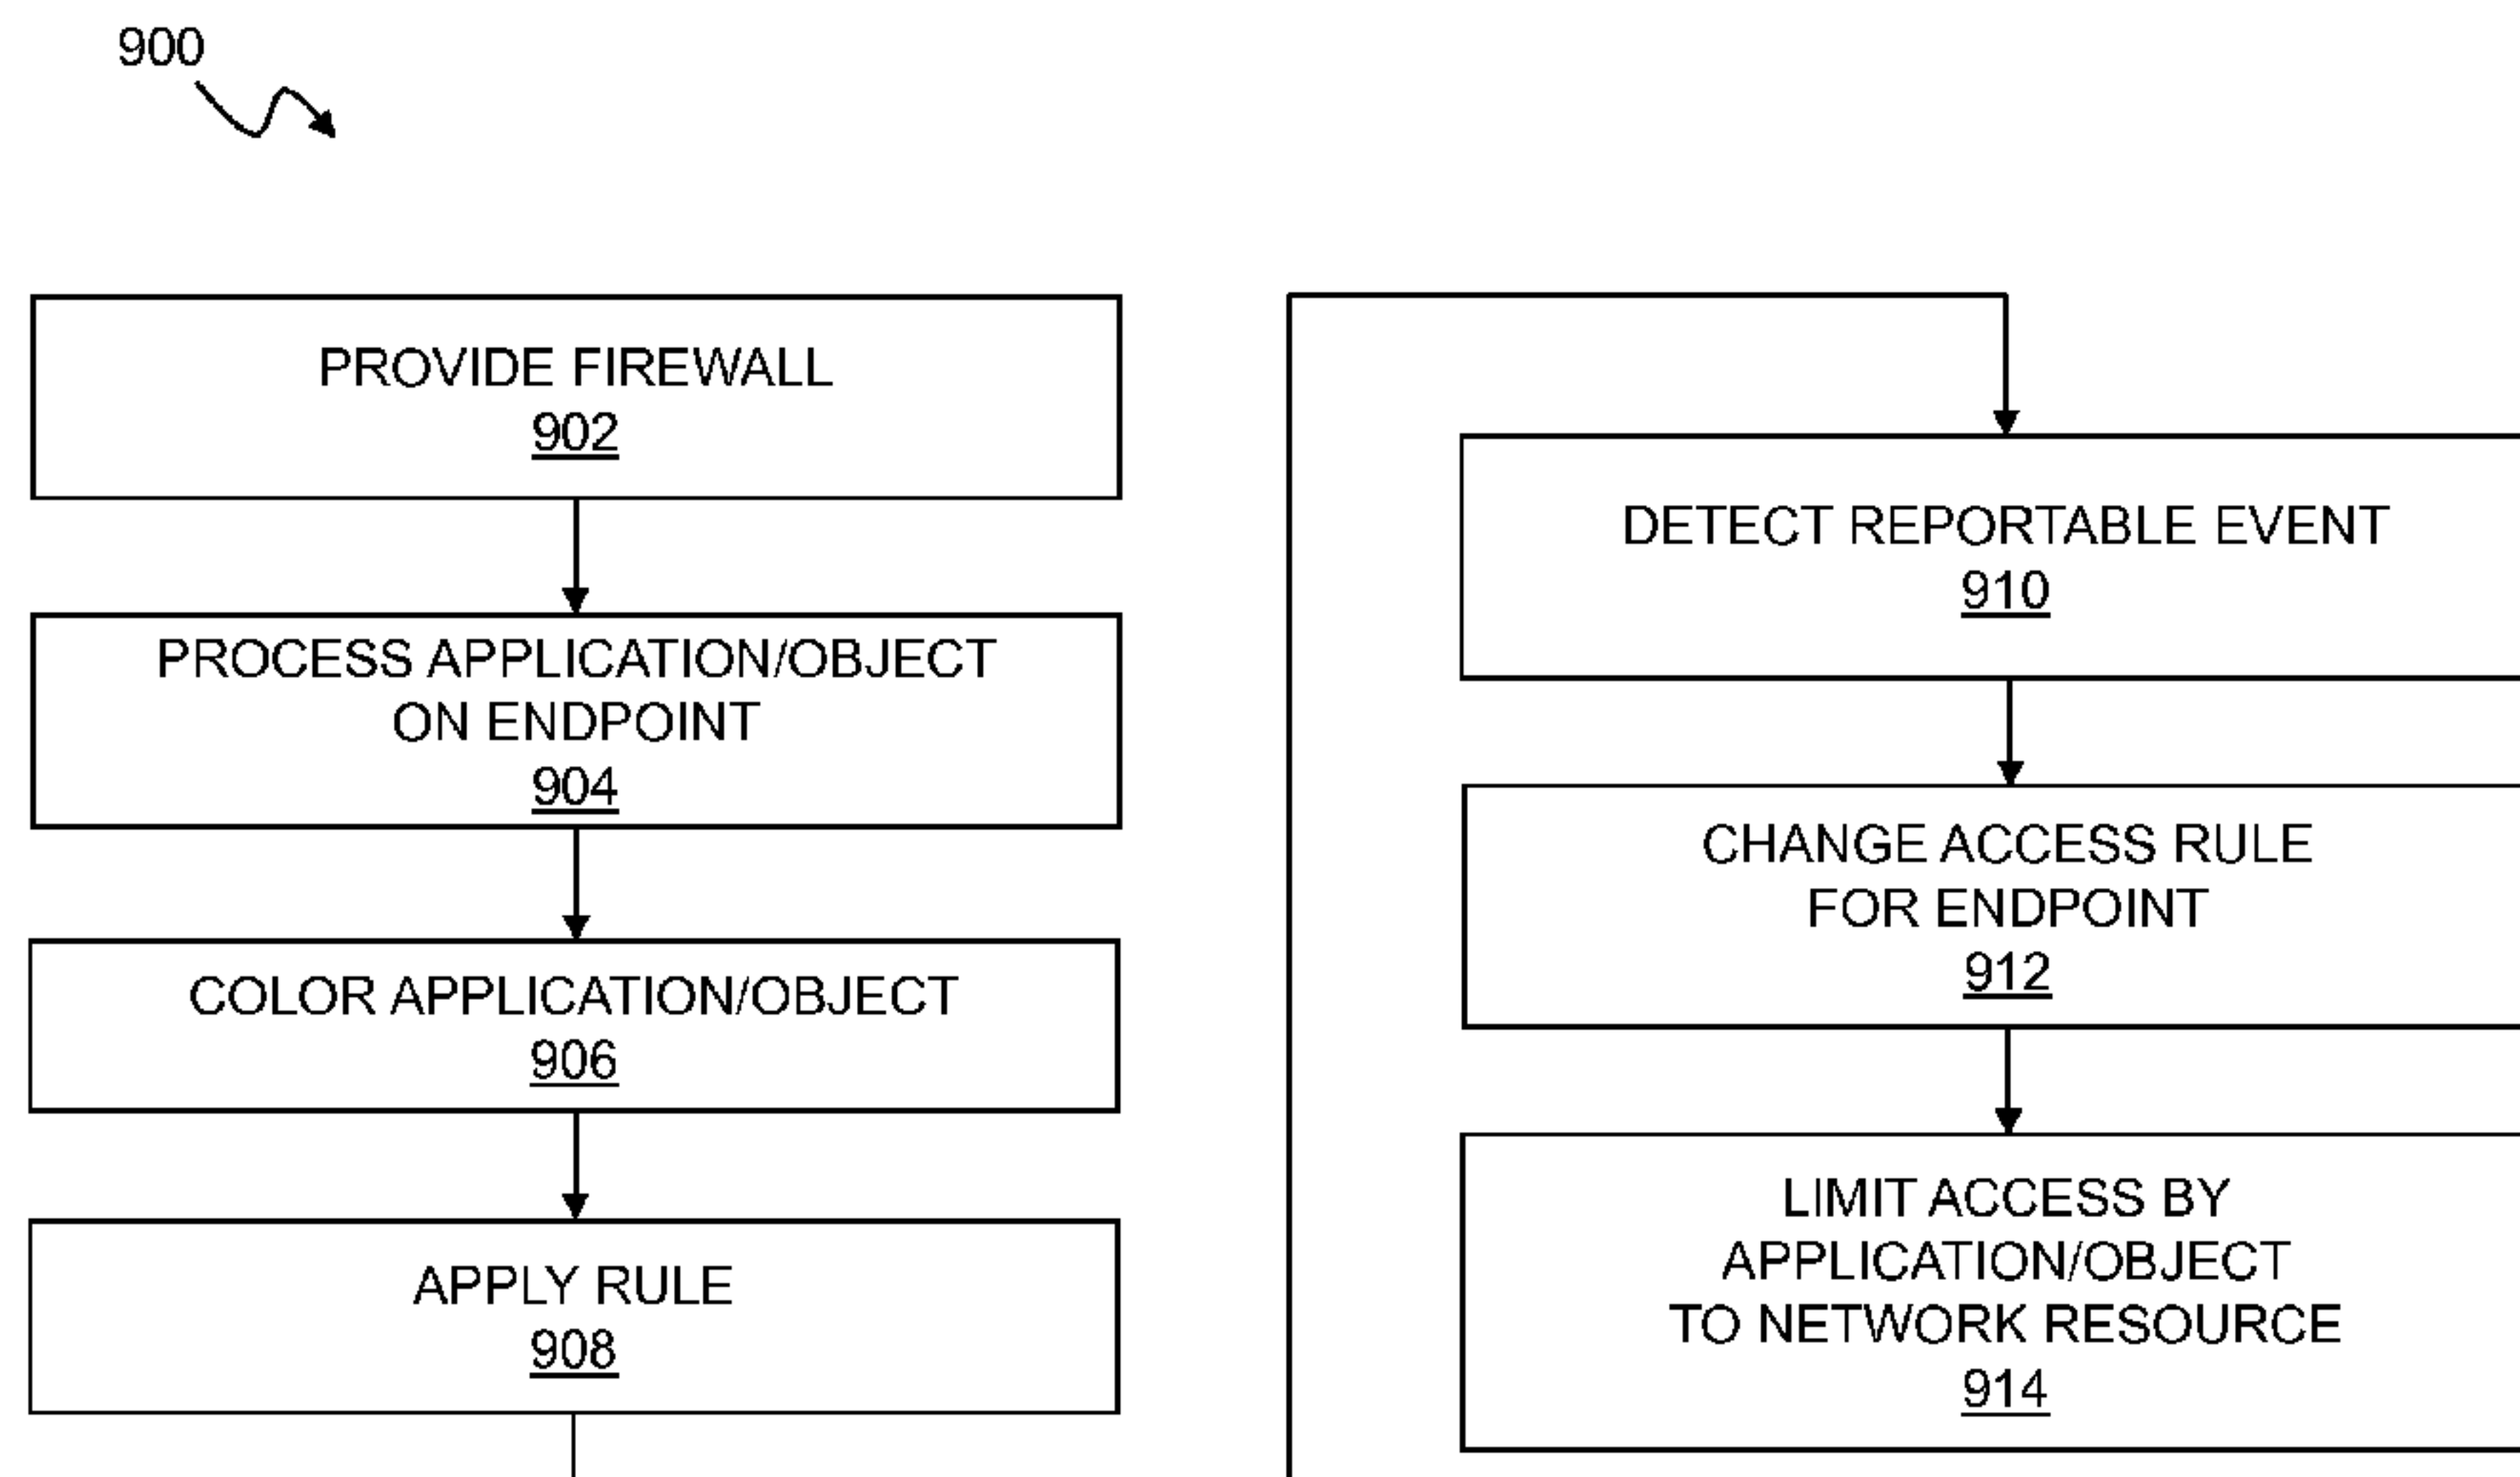 900
PROVIDE FIREWALL
902
PROCESS APPLICATION/OBJECT
ON ENDPOINT
904
COLOR APPLICATION/OBJECT
906
APPLY RULE
908
DETECT REPORTABLE EVENT
910
CHANGE ACCESS RULE
FOR ENDPOINT
912
LIMIT ACCESS BY
APPLICATION/OBJECT
TO NETWORK RESOURCE
914